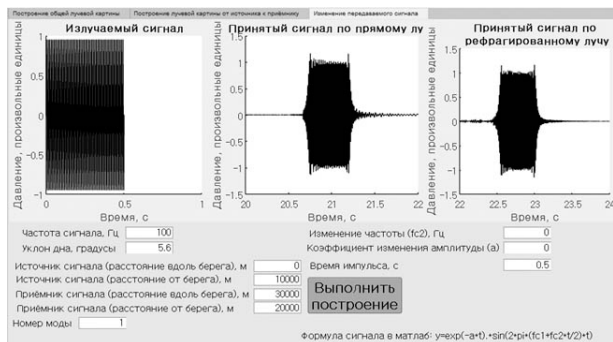 Построение общей лучевой картины
Построение лучевой картины от источника к приёмнику
Изменение передаваемого сигнала
Излучаемый сигнал
Давление, произвольные единицы
1
0.5
0
-0.5
-1
0
0.5
1
Время, с
Принятый сигнал по прямому лу
Давление, произвольные единицы
1.5
1
0.5
0
-0.5
-1
-1.5
20
20.5
21
21.5
22
Время, с
Принятый сигнал по
рефрагированному лучу
Давление, произвольные единицы
1.5
1
0.5
0
-0.5
-1
-1.5
22
22.5
23
23.5
24
Время, с
Частота сигнала, Гц 100
Уклон дна, градусы 5.6
Источник сигнала (расстояние вдоль берега), м 0
Источник сигнала (расстояние от берега), м 10000
Приёмник сигнала (расстояние вдоль берега), м 30000
Приёмник сигнала (расстояние от берега), м 20000
Номер моды 1
Изменение частоты (fc2), Гц 0
Коэффициент изменения амплитуды (a) 0
Время импульса, с 0.5
Выполнить
построение
Формула сигнала в матлаб: y=exp(-a*t).*sin(2*pi*(fc1+fc2*t/2)*t)